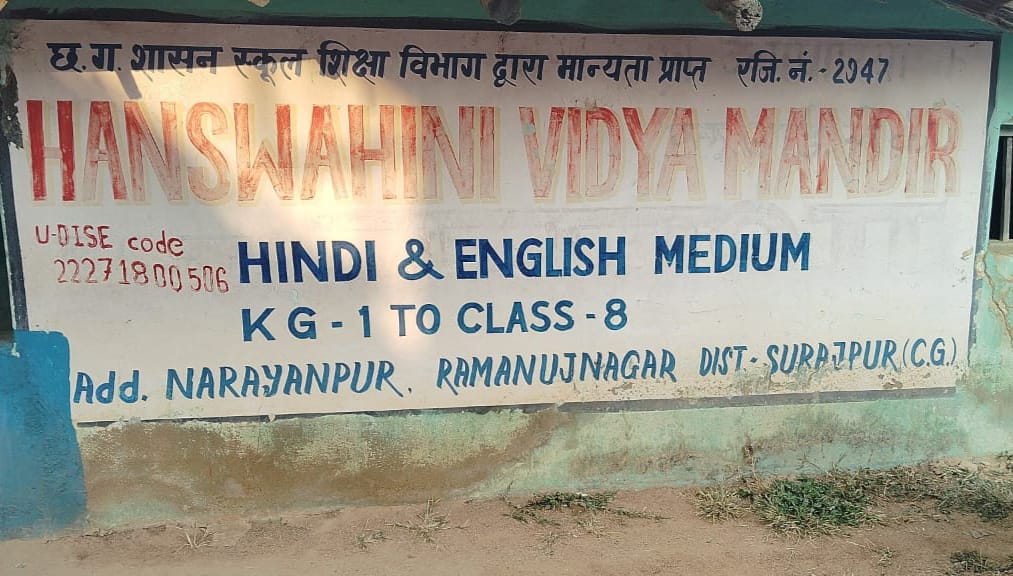 छ.ग. शासन स्कूल शिक्षा विभाग द्वारा मान्यता प्राप्त रजि. नं.- 2947
HANSWAHINI VIDYA MANDIR
U-DISE code
22271800506
HINDI & ENGLISH MEDIUM
KG - 1 TO CLASS - 8
Add. NARAYANPUR, RAMANUJNAGAR DIST- SURAJPUR (C.G.)